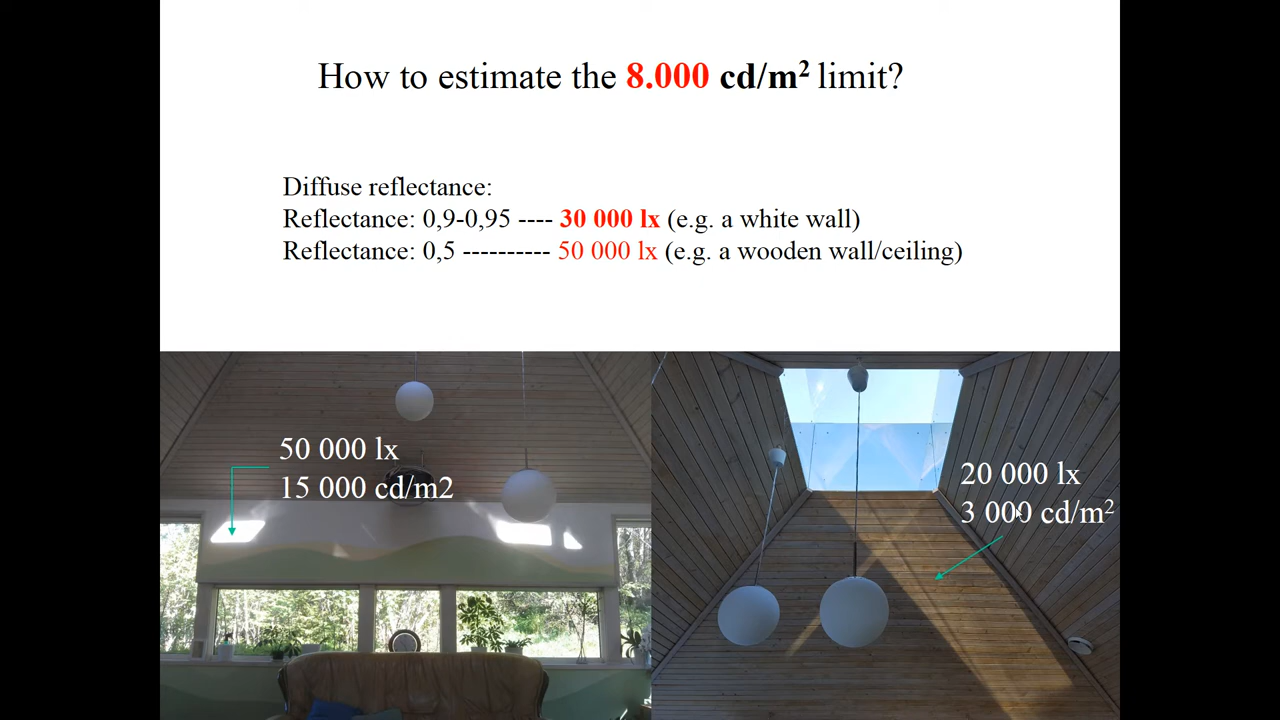 How to estimate the 8.000 cd/m² limit?
Diffuse reflectance:
Reflectance: 0,9-0,95 ---- 30 000 lx (e.g. a white wall)
Reflectance: 0,5 ---------- 50 000 lx (e.g. a wooden wall/ceiling)
50 000 lx
15 000 cd/m2
20 000 lx
3 000 cd/m²